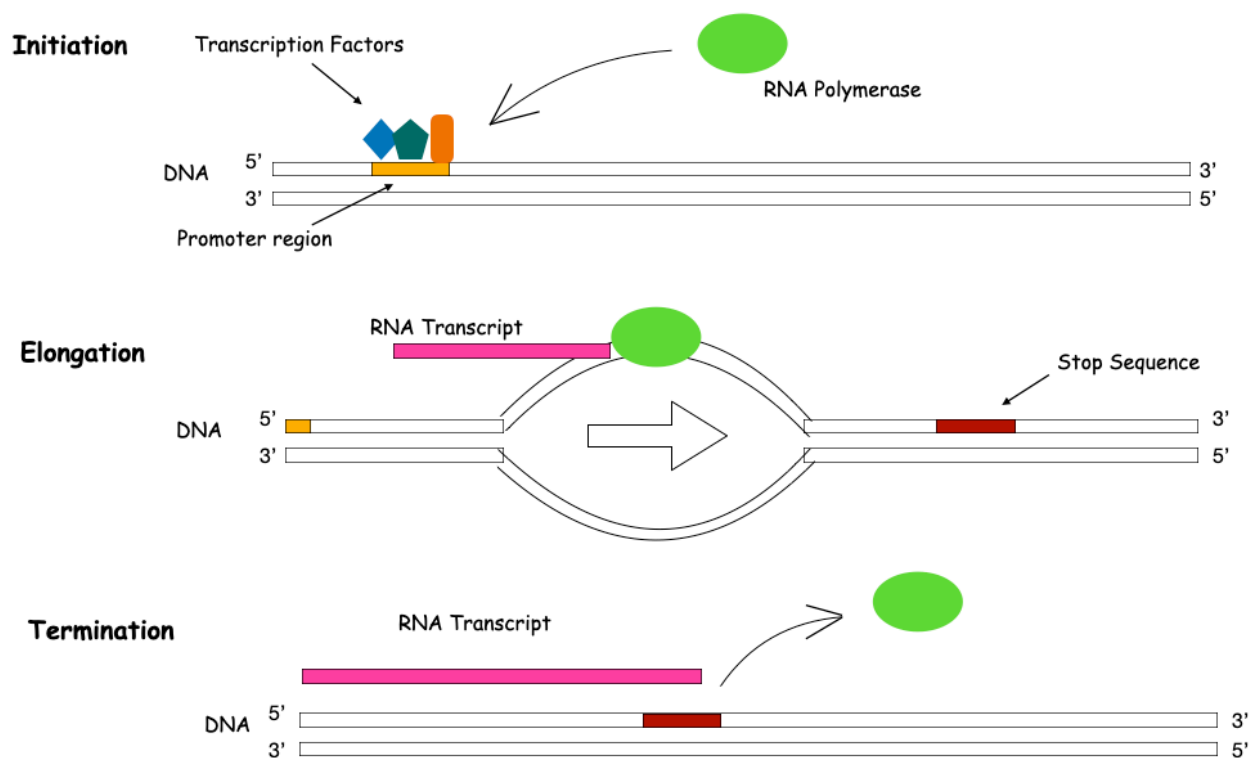 Initiation
Transcription Factors
RNA Polymerase
DNA
5’
3’
3’
5’
Promoter region
Elongation
RNA Transcript
Stop Sequence
DNA
5’
3’
3’
5’
Termination
RNA Transcript
DNA
5’
3’
3’
5’